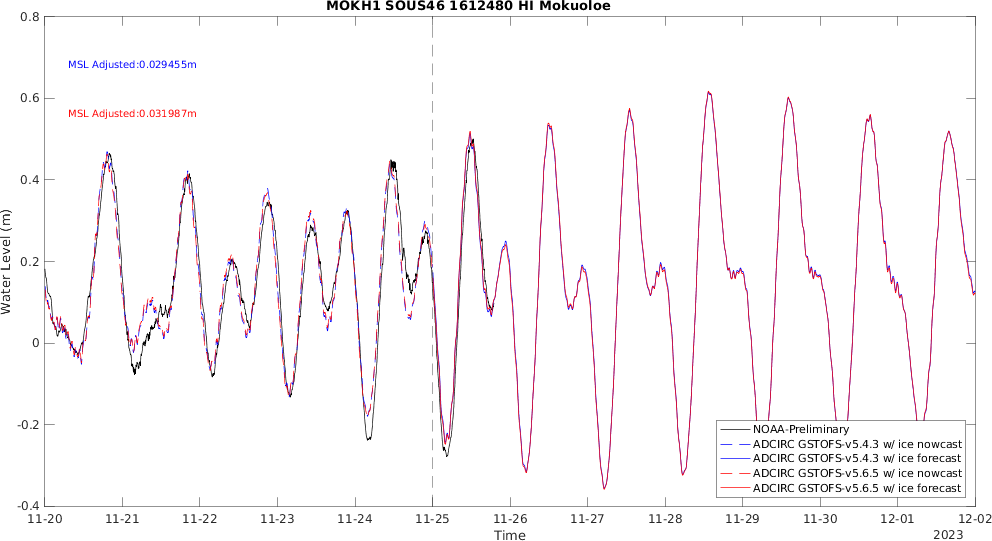 MOKH1 SOUS46 1612480 HI Mokuoloe
0.8
0.6
0.4
0.2
0
-0.2
-0.4
Water Level (m)
MSL Adjusted:0.029455m
MSL Adjusted:0.031987m
NOAA-Preliminary
ADCIRC GSTOFS-v5.4.3 w/ ice nowcast
ADCIRC GSTOFS-v5.4.3 w/ ice forecast
ADCIRC GSTOFS-v5.6.5 w/ ice nowcast
ADCIRC GSTOFS-v5.6.5 w/ ice forecast
11-20 11-21 11-22 11-23 11-24 11-25 11-26 11-27 11-28 11-29 11-30 12-01 12-02
Time
2023